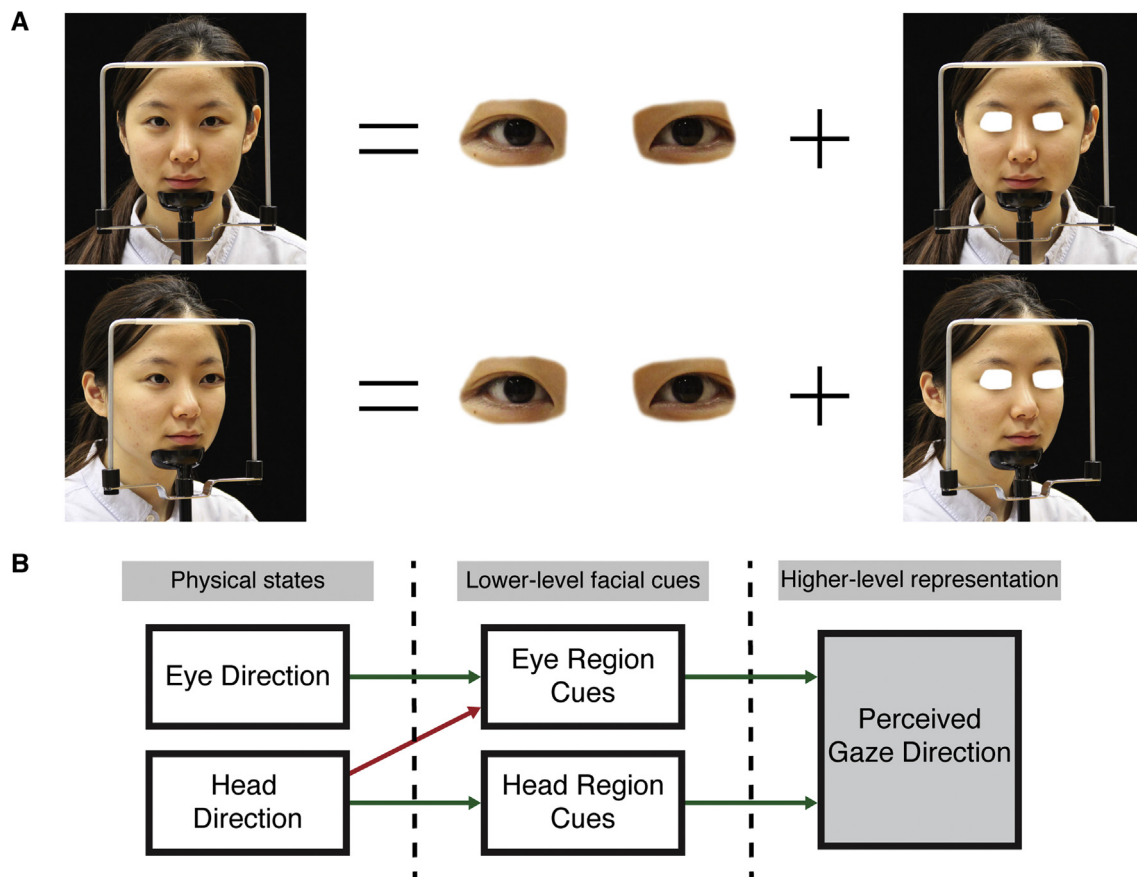 A
=
+
=
+
B
Physical states
Lower-level facial cues
Higher-level representation
Eye Direction
Eye Region
Cues
Head
Direction
Head Region
Cues
Perceived
Gaze Direction